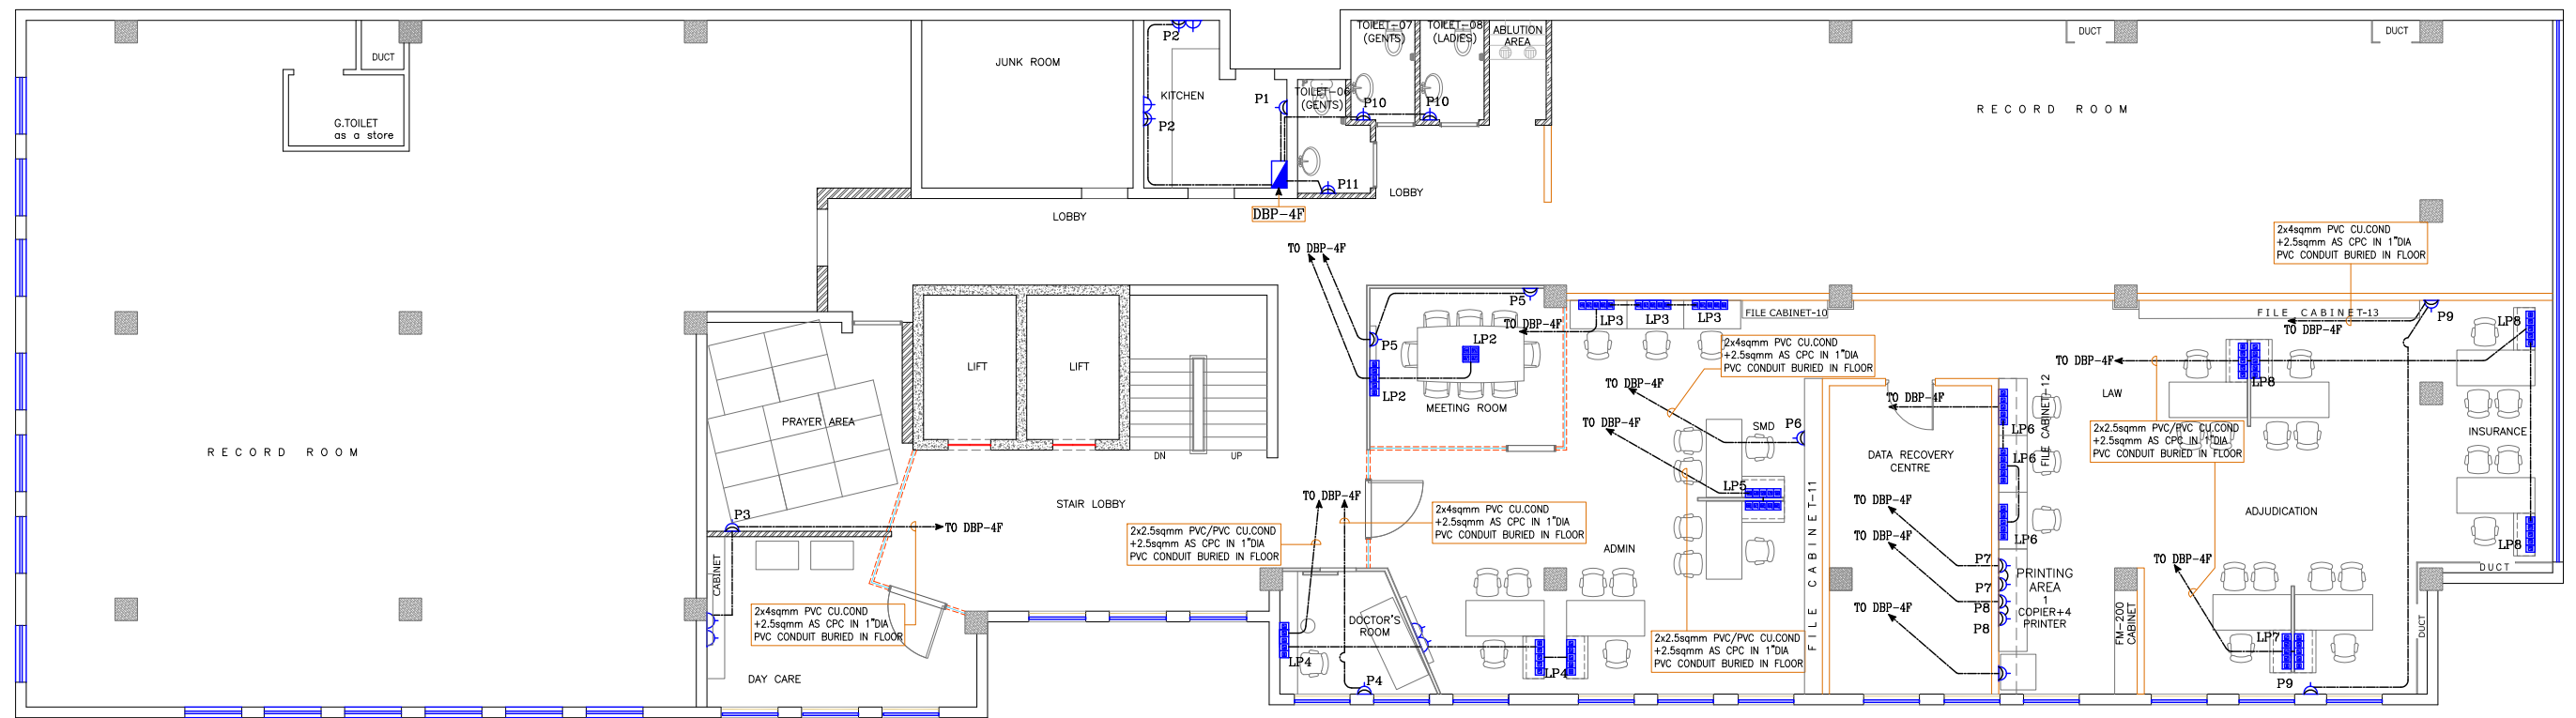 TOILET-07
(GENTS)
TOILET-08
(LADIES)
ABLUTION
AREA
DUCT
DUCT
DUCT
P2
JUNK ROOM
KITCHEN
P1
TOILET-06
(GENTS)
P10
P10
RECORD ROOM
G.TOILET
as a store
P2
P11
LOBBY
LOBBY
DBP-4F
2x4sqmm PVC CU.COND
+2.5sqmm AS CPC IN 1"DIA
PVC CONDUIT BURIED IN FLOOR
TO DBP-4F
P5
LP3
LP3
LP3
FILE CABINET-10
FILE CABINET-13
P9
TO DBP-4F
TO DBP-4F
LP8
P5
LP2
2x4sqmm PVC CU.COND
+2.5sqmm AS CPC IN 1"DIA
PVC CONDUIT BURIED IN FLOOR
TO DBP-4F
LIFT
LIFT
LP2
MEETING ROOM
TO DBP-4F
LP8
LAW
TO DBP-4F
FILE CABINET-12
PRAYER AREA
TO DBP-4F
SMD
P6
LP6
2x2.5sqmm PVC/PVC CU.COND
+2.5sqmm AS CPC IN 1"DIA
PVC CONDUIT BURIED IN FLOOR
INSURANCE
RECORD ROOM
DN
UP
DATA RECOVERY
CENTRE
LP6
LP5
FILE CABINET-11
STAIR LOBBY
TO DBP-4F
TO DBP-4F
P3
TO DBP-4F
2x4sqmm PVC CU.COND
+2.5sqmm AS CPC IN 1"DIA
PVC CONDUIT BURIED IN FLOOR
ADJUDICATION
2x2.5sqmm PVC/PVC CU.COND
+2.5sqmm AS CPC IN 1"DIA
PVC CONDUIT BURIED IN FLOOR
TO DBP-4F
LP6
LP8
ADMIN
P7
TO DBP-4F
DUCT
CABINET
PRINTING
AREA
1
COPIER+4
PRINTER
P7
P8
TO DBP-4F
P8
2x4sqmm PVC CU.COND
+2.5sqmm AS CPC IN 1"DIA
PVC CONDUIT BURIED IN FLOOR
DOCTOR'S
ROOM
FM-200
CABINET
DUCT
2x2.5sqmm PVC/PVC CU.COND
+2.5sqmm AS CPC IN 1"DIA
PVC CONDUIT BURIED IN FLOOR
LP7
LP4
LP4
DAY CARE
P4
P9